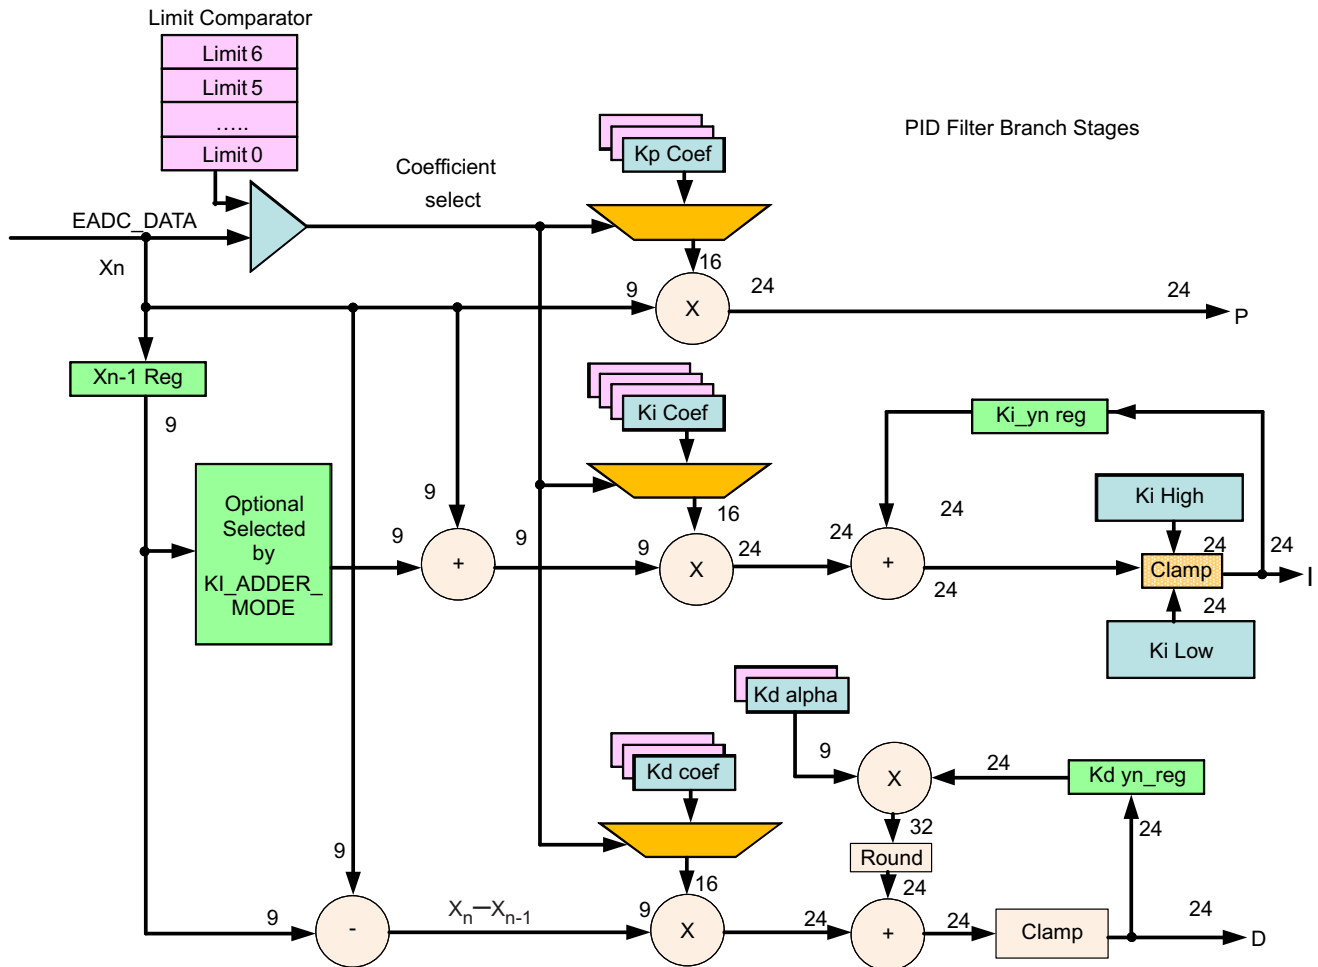 Limit Comparator
Limit 6
Limit 5
.....
Limit 0
PID Filter Branch Stages
Kp Coef
Coefficient
select
EADC_DATA
Xn
16
9
24
24
X
P
Xn-1 Reg
9
Ki Coef
Ki_yn reg
Optional
Selected
by
KI_ADDER_
MODE
9
16
24
Ki High
9
9
9
24
24
24
24
24
+
X
+
Clamp
I
24
Ki Low
Kd alpha
9
X
24
Kd yn_reg
Kd coef
32
24
Round
9
16
24
9
Xn—Xn-1
9
24
24
24
-
X
+
Clamp
D